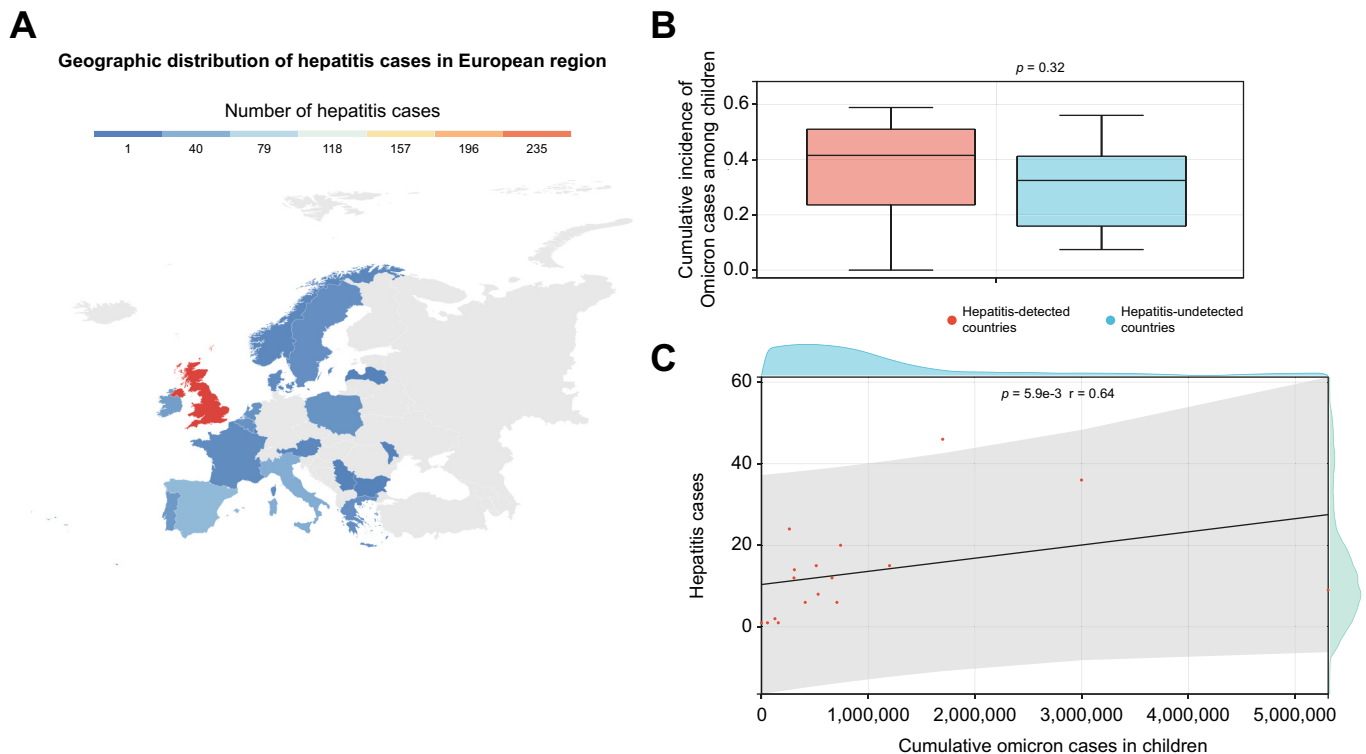 A
Geographic distribution of hepatitis cases in European region
Number of hepatitis cases
1 40 79 118 157 196 235
B
p = 0.32
Cumulative incidence of
Omicron cases among children
0.6
0.4
0.2
0.0
Hepatitis-detected
countries
Hepatitis-undetected
countries
C
p = 5.9e-3 r = 0.64
Hepatitis cases
60
40
20
0
0 1,000,000 2,000,000 3,000,000 4,000,000 5,000,000
Cumulative omicron cases in children